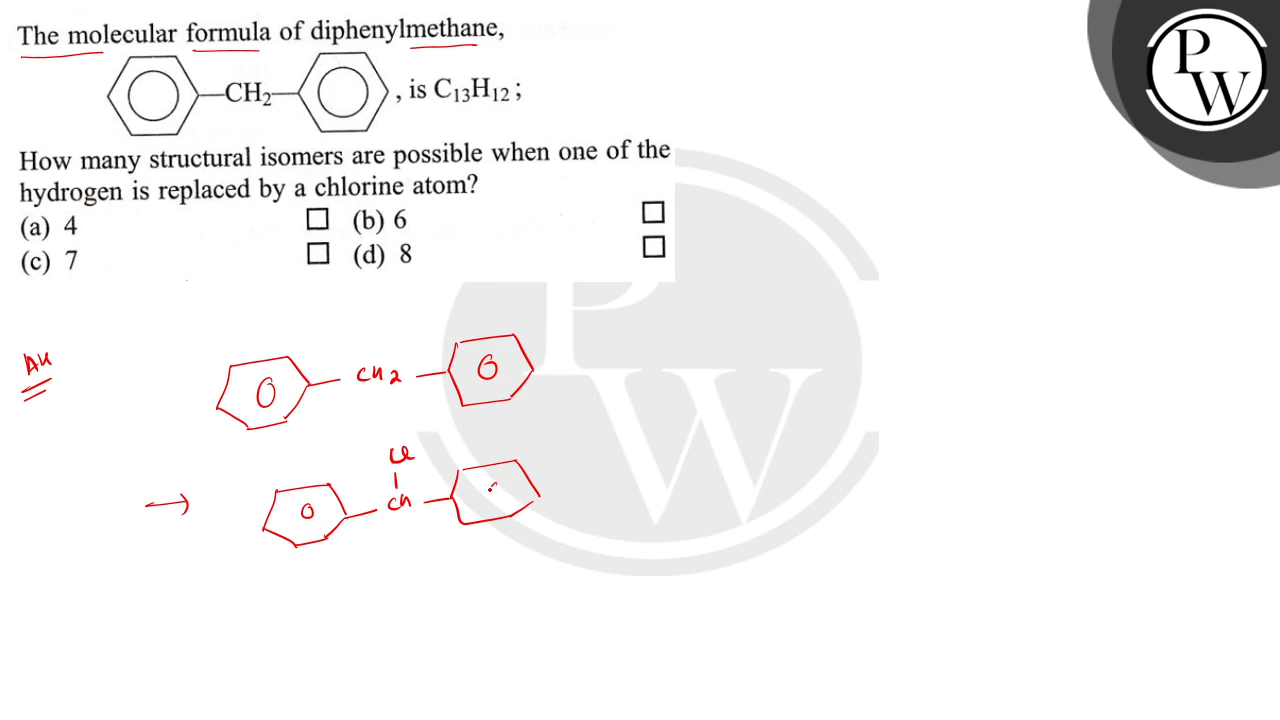 The molecular formula of diphenylmethane,
CH2 , is C13H12 ;
How many structural isomers are possible when one of the
hydrogen is replaced by a chlorine atom?
(a) 4 (b) 6
(c) 7 (d) 8
PW
CH2
Cl
CH